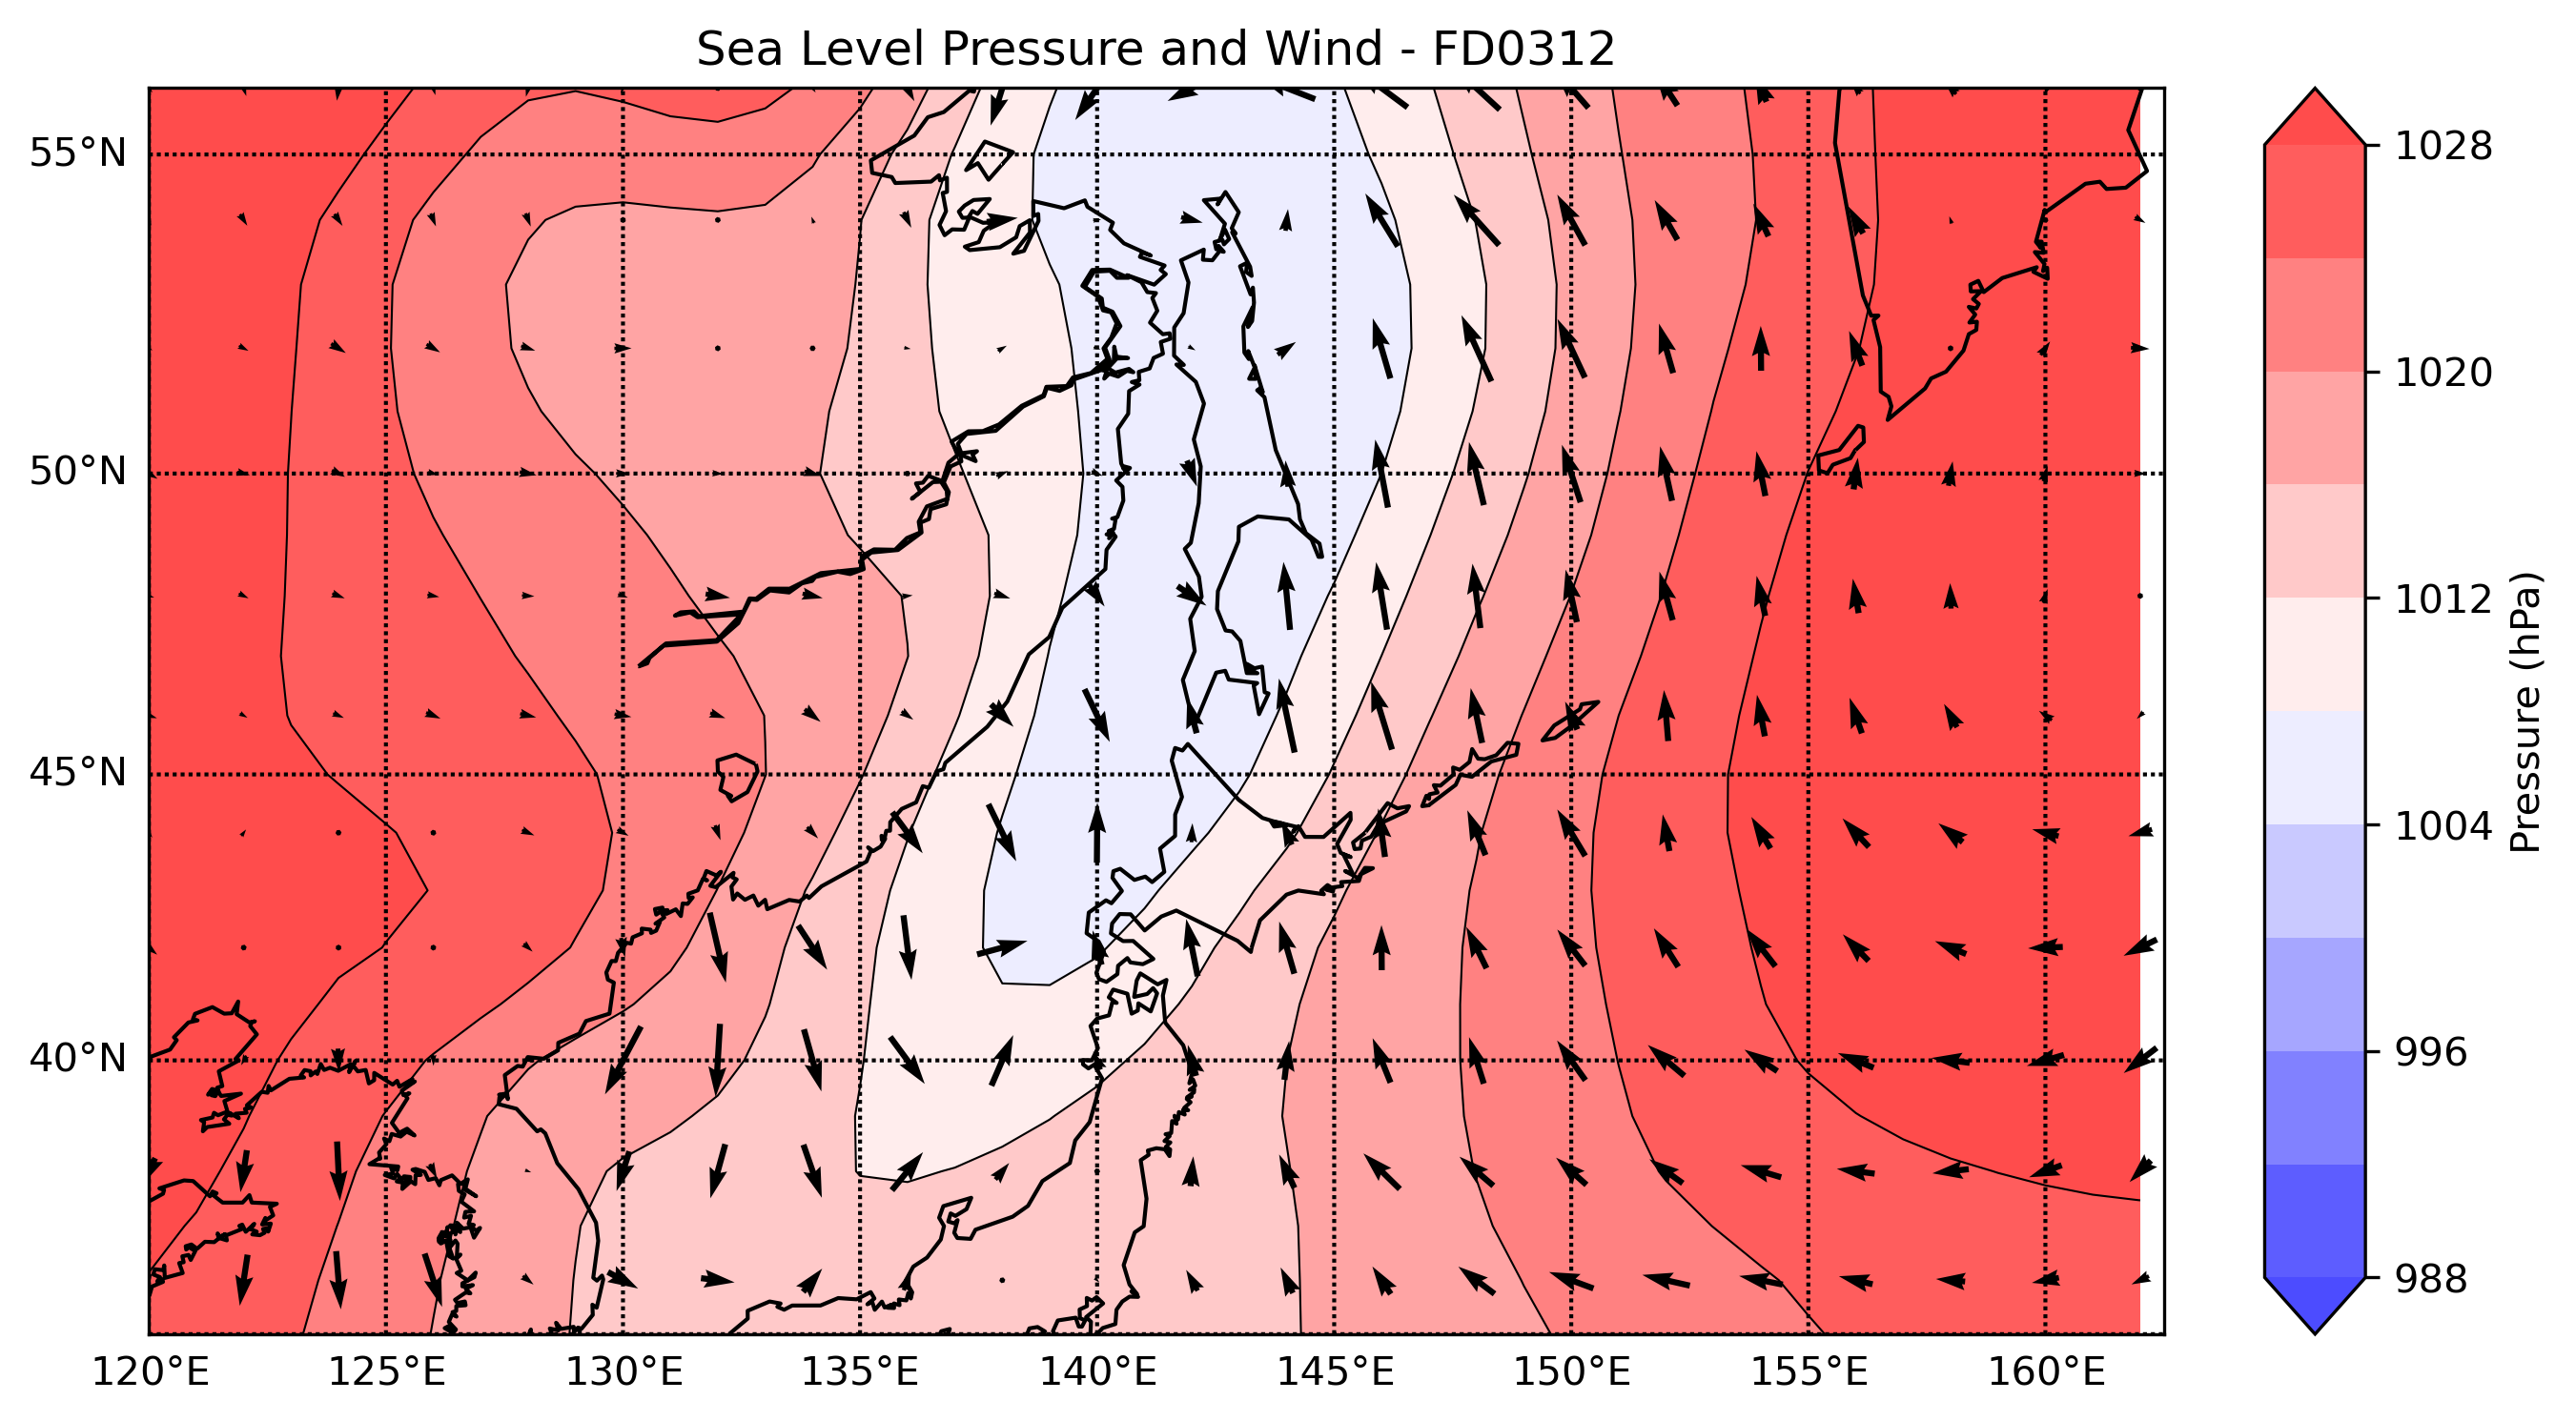 Sea Level Pressure and Wind - FD0312
55°N
50°N
45°N
40°N
120°E 125°E 130°E 135°E 140°E 145°E 150°E 155°E 160°E
1028
1020
1012
1004
996
988
Pressure (hPa)